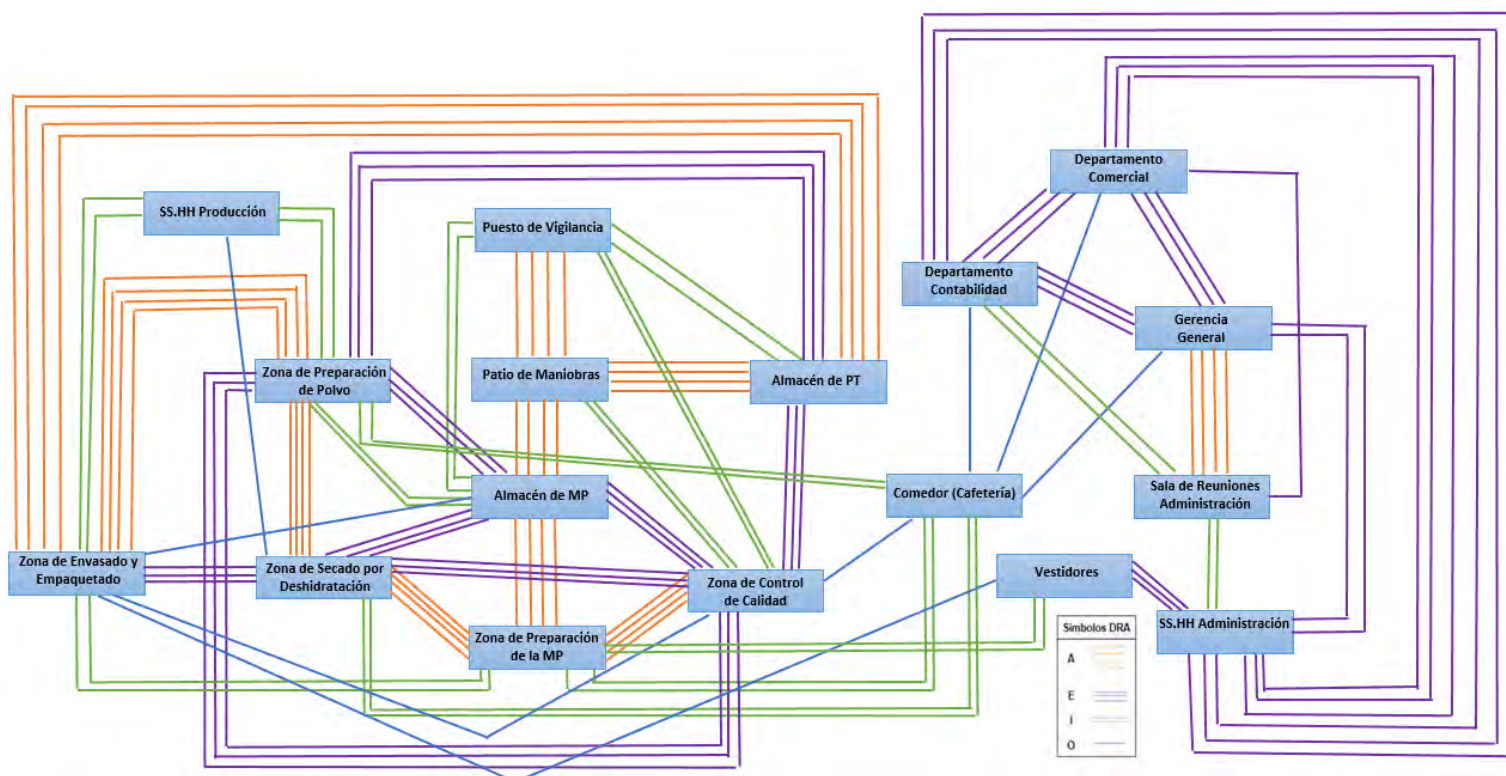 Departamento
Comercial
SS.HH Producción
Puesto de Vigilancia
Departamento
Contabilidad
Gerencia
General
Zona de Preparación
de Polvo
Patio de Maniobras
Almacén de PT
Almacén de MP
Comedor (Cafetería)
Sala de Reuniones
Administración
Zona de Envasado y
Empaquetado
Zona de Secado por
Deshidratación
Zona de Control
de Calidad
Vestidores
Zona de Preparación
de la MP
SS.HH Administración
Símbolos DRA
A
E
I
O